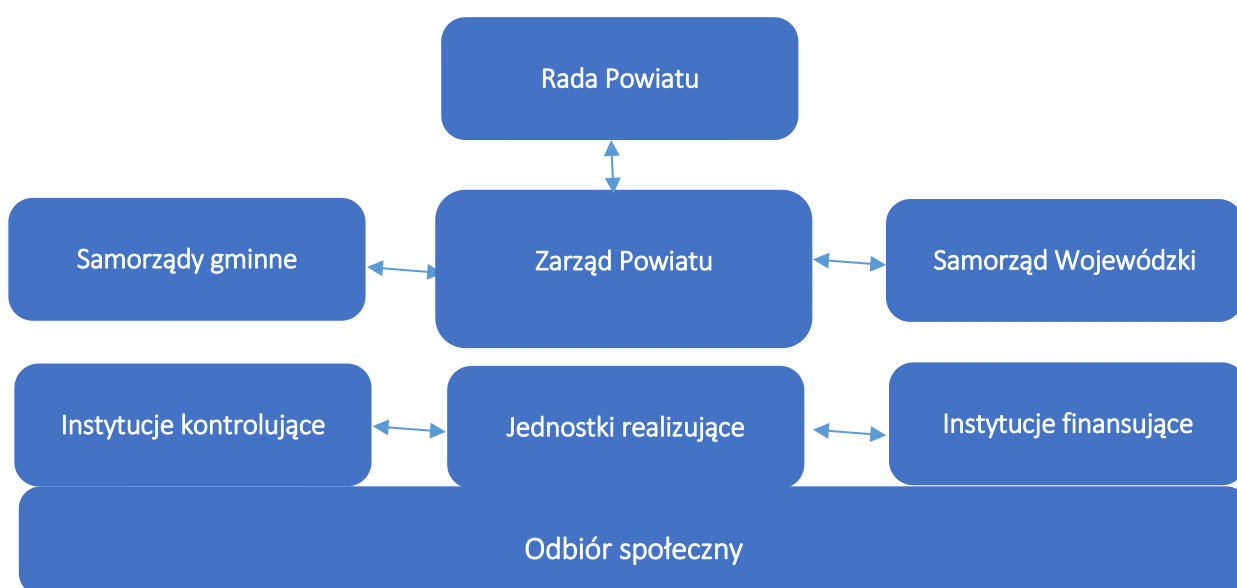 Rada Powiatu
Samorządy gminne
Zarząd Powiatu
Samorząd Wojewódzki
Instytucje kontrolujące
Jednostki realizujące
Instytucje finansujące
Odbiór społeczny